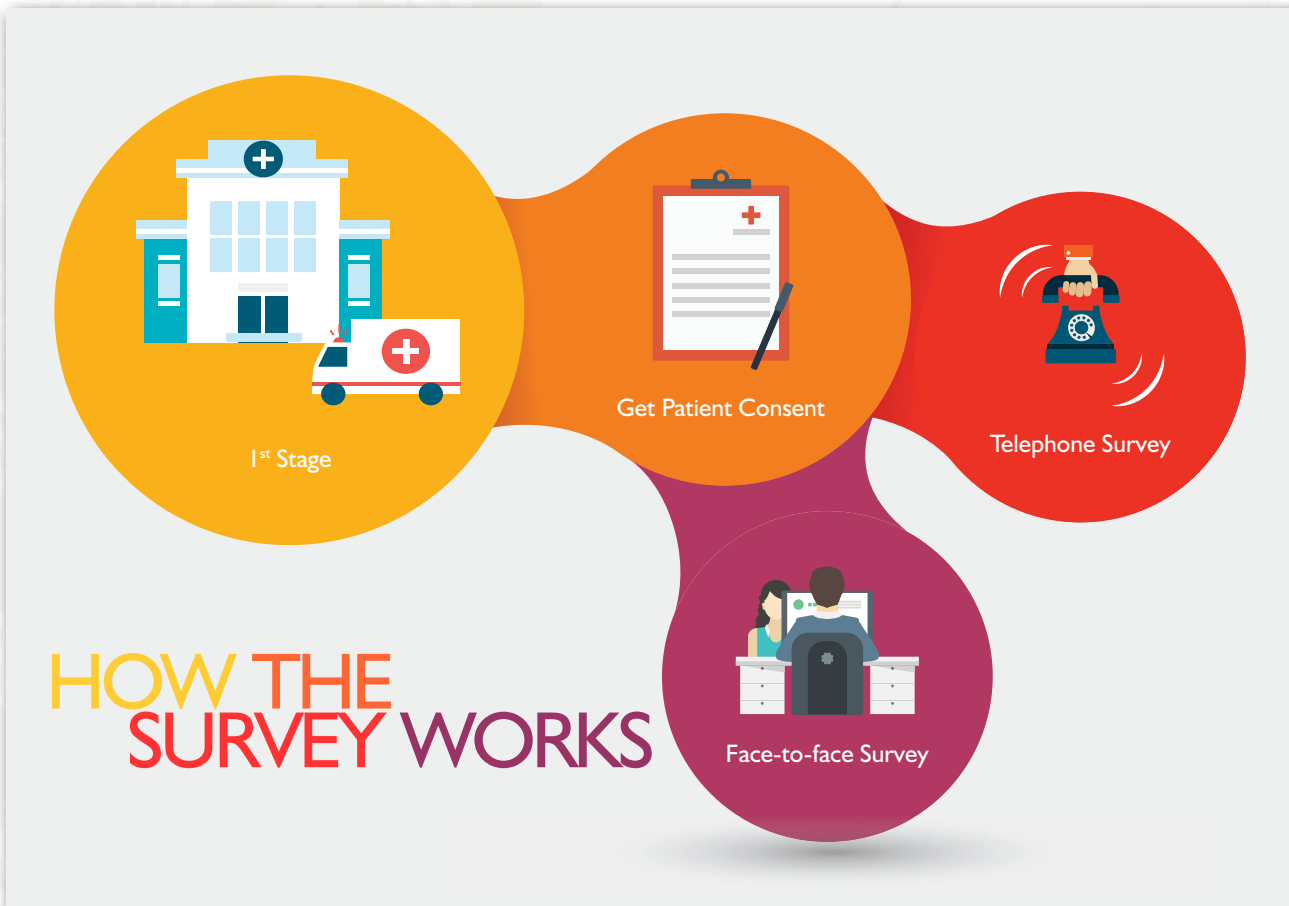 1st Stage
Get Patient Consent
Telephone Survey
Face-to-face Survey
HOW THE
SURVEY WORKS